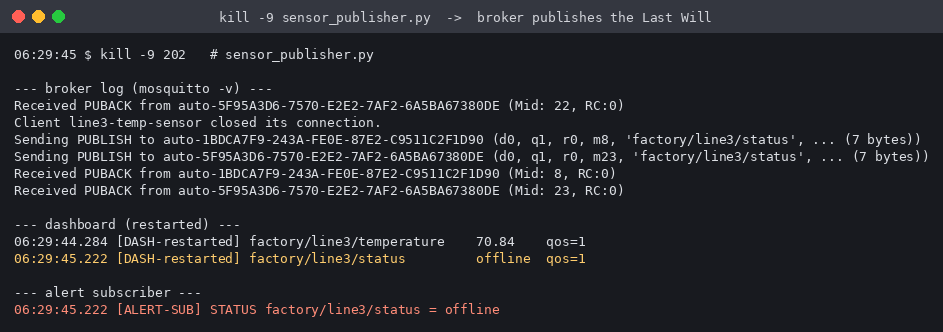 kill -9 sensor_publisher.py  ->  broker publishes the Last Will
06:29:45 $ kill -9 202   # sensor_publisher.py
--- broker log (mosquitto -v) ---
Received PUBACK from auto-5F95A3D6-7570-E2E2-7AF2-6A5BA67380DE (Mid: 22, RC:0)
Client line3-temp-sensor closed its connection.
Sending PUBLISH to auto-1BDCA7F9-243A-FE0E-87E2-C9511C2F1D90 (d0, q1, r0, m8, 'factory/line3/status', ... (7 bytes))
Sending PUBLISH to auto-5F95A3D6-7570-E2E2-7AF2-6A5BA67380DE (d0, q1, r0, m23, 'factory/line3/status', ... (7 bytes))
Received PUBACK from auto-1BDCA7F9-243A-FE0E-87E2-C9511C2F1D90 (Mid: 8, RC:0)
Received PUBACK from auto-5F95A3D6-7570-E2E2-7AF2-6A5BA67380DE (Mid: 23, RC:0)
--- dashboard (restarted) ---
06:29:44.284 [DASH-restarted] factory/line3/temperature    70.84    qos=1
06:29:45.222 [DASH-restarted] factory/line3/status         offline  qos=1
--- alert subscriber ---
06:29:45.222 [ALERT-SUB] STATUS factory/line3/status = offline